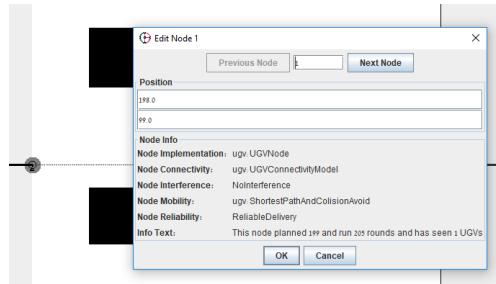 Edit Node 1
Previous Node 1 Next Node
Position
198.0
99.0
Node Info
Node Implementation: ugv:UGVNode
Node Connectivity: ugv:UGVConnectivityModel
Node Interference: NoInterference
Node Mobility: ugv:ShortestPathAndColisionAvoid
Node Reliability: ReliableDelivery
Info Text: This node planned 199 and run 205 rounds and has seen 1 UGVs
OK Cancel
2